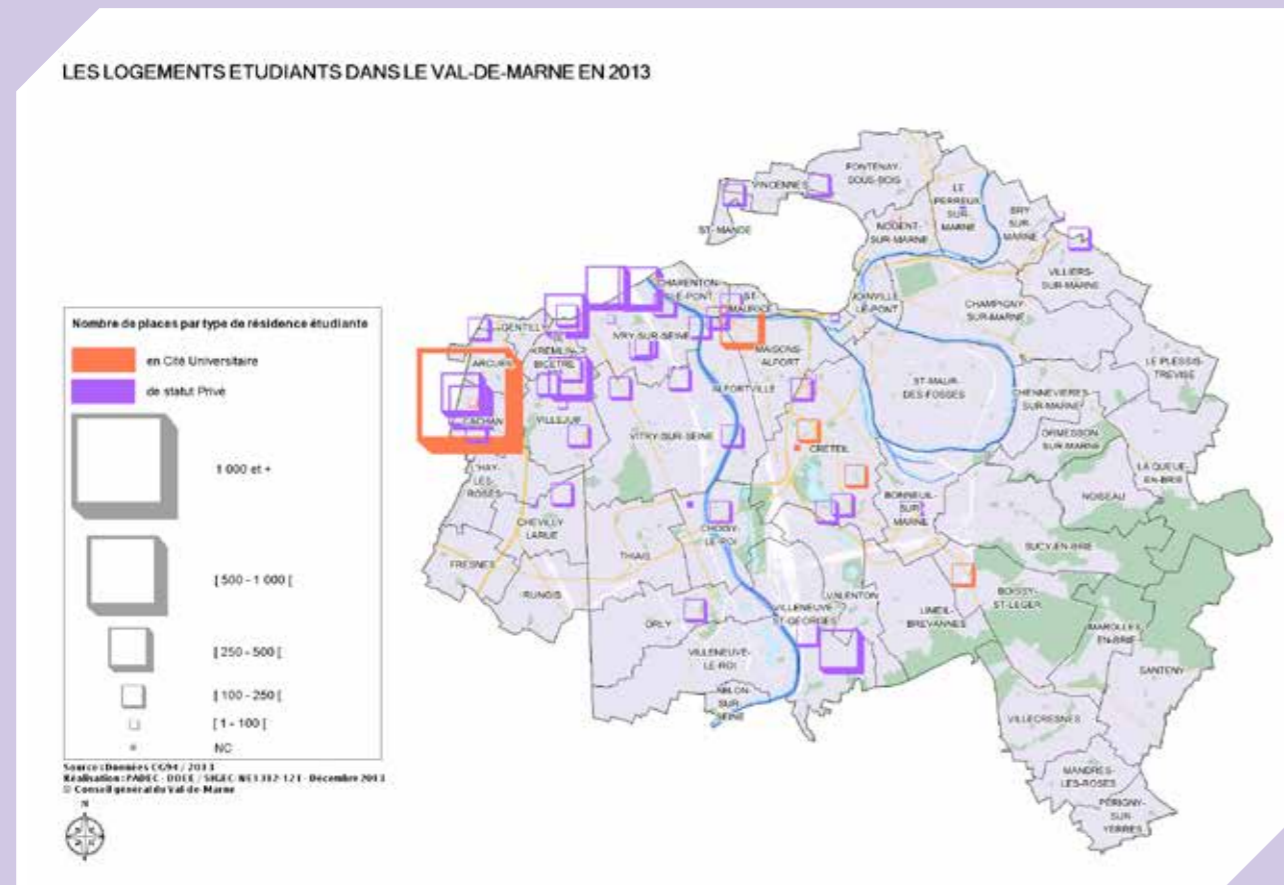 LES LOGEMENTS ETUDIANTS DANS LE VAL-DE-MARNE EN 2013
Nombre de places par type de résidence étudiante
en Cité Universitaire
de statut Privé
1 000 et +
[ 500 - 1 000 [
[ 250 - 500 [
[ 100 - 250 [
[ 1 - 100 [
NC
Source : Données CG94 / 2013
Décembre 2013
© Conseil général du Val-de-Marne
N
FONTENAY-
SOUS-BOIS
VINCENNES
LE
PERREUX-
SUR-
MARNE
BRY
SUR
MARNE
ST-MANDE
NOGENT-
SUR-MARNE
VILLIERS-
SUR-MARNE
CHARENTON
LE-PONT
ST-
MAURICE
JOINVILLE
LE-PONT
CHAMPIGNY-
SUR-MARNE
GENTILLY
IVRY-SUR-SEINE
KREMLIN-
BICETRE
ARCUEIL
MAISONS-
ALFORT
LE PLESSIS-
TREVISE
ST-MAUR-
DES-FOSSES
CHENNEVIERES-
SUR-MARNE
ALFORTVILLE
CACHAN
VILLEJUIF
VITRY-SUR-SEINE
CRETEIL
ORMESSON-
SUR-MARNE
L'HAY-
LES-
ROSES
LA QUEUE-
EN-BRIE
NOISEAU
BONNEUIL-
SUR-
MARNE
CHEVILLY
LARUE
CHOISY-
LE-ROI
THIAIS
SUCY-EN-BRIE
FRESNES
RUNGIS
VALENTON
BOISSY-
ST-LEGER
LIMEIL-
BREVANNES
VILLENEUVE-
ST-GEORGES
ORLY
MAROLLES-
EN-BRIE
VILLENEUVE-
LE-ROI
SANTENY
ABLON-
SUR-
SEINE
VILLECRESNES
MANDRES-
LES-ROSES
PERIGNY-
SUR-
YERRES